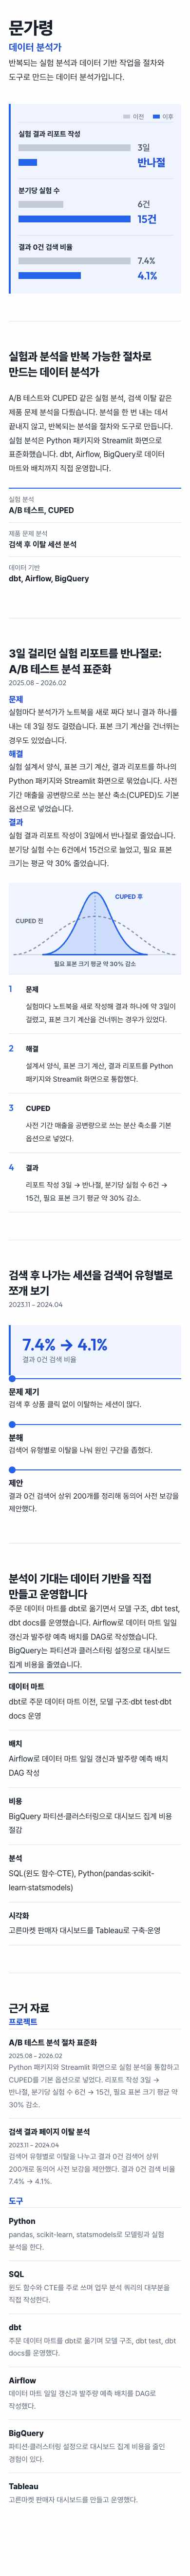 문가령
데이터 분석가
반복되는 실험 분석과 데이터 기반 작업을 절차와
도구로 만드는 데이터 분석가입니다.
이전 이후
실험 결과 리포트 작성
3일
반나절
분기당 실험 수
6건
15건
결과 0건 검색 비율
7.4%
4.1%
실험과 분석을 반복 가능한 절차로
만드는 데이터 분석가
A/B 테스트와 CUPED 같은 실험 분석, 검색 이탈 같은
제품 문제 분석을 다뤘습니다. 분석을 한 번 내는 데서
끝내지 않고, 반복되는 분석을 절차와 도구로 만듭니다.
실험 분석은 Python 패키지와 Streamlit 화면으로
표준화했습니다. dbt, Airflow, BigQuery로 데이터
마트와 배치까지 직접 운영합니다.
실험 분석
A/B 테스트, CUPED
제품 문제 분석
검색 후 이탈 세션 분석
데이터 기반
dbt, Airflow, BigQuery
3일 걸리던 실험 리포트를 반나절로:
A/B 테스트 분석 표준화
2025.08 – 2026.02
문제
실험마다 분석가가 노트북을 새로 짜다 보니 결과 하나를
내는 데 3일 정도 걸렸습니다. 표본 크기 계산을 건너뛰는
경우도 있었습니다.
해결
실험 설계서 양식, 표본 크기 계산, 결과 리포트를 하나의
Python 패키지와 Streamlit 화면으로 묶었습니다. 사전
기간 매출을 공변량으로 쓰는 분산 축소(CUPED)도 기본
옵션으로 넣었습니다.
결과
실험 결과 리포트 작성이 3일에서 반나절로 줄었습니다.
분기당 실험 수는 6건에서 15건으로 늘었고, 필요 표본
크기는 평균 약 30% 줄었습니다.
CUPED 후
CUPED 전
필요 표본 크기 평균 약 30% 감소
1 문제
실험마다 노트북을 새로 작성해 결과 하나에 약 3일이
걸렸고, 표본 크기 계산을 건너뛰는 경우가 있었다.
2 해결
설계서 양식, 표본 크기 계산, 결과 리포트를 Python
패키지와 Streamlit 화면으로 통합했다.
3 CUPED
사전 기간 매출을 공변량으로 쓰는 분산 축소를 기본
옵션으로 넣었다.
4 결과
리포트 작성 3일 → 반나절, 분기당 실험 수 6건 →
15건, 필요 표본 크기 평균 약 30% 감소.
검색 후 나가는 세션을 검색어 유형별로
쪼개 보기
2023.11 – 2024.04
7.4% → 4.1%
결과 0건 검색 비율
문제 제기
검색 후 상품 클릭 없이 이탈하는 세션이 많다.
분해
검색어 유형별로 이탈을 나눠 원인 구간을 좁혔다.
제안
결과 0건 검색어 상위 200개를 정리해 동의어 사전 보강을
제안했다.
분석이 기대는 데이터 기반을 직접
만들고 운영합니다
주문 데이터 마트를 dbt로 옮기면서 모델 구조, dbt test,
dbt docs를 운영했습니다. Airflow로 데이터 마트 일일
갱신과 발주량 예측 배치를 DAG로 작성했습니다.
BigQuery는 파티션과 클러스터링 설정으로 대시보드
집계 비용을 줄였습니다.
데이터 마트
dbt로 주문 데이터 마트 이전, 모델 구조·dbt test·dbt
docs 운영
배치
Airflow로 데이터 마트 일일 갱신과 발주량 예측 배치
DAG 작성
비용
BigQuery 파티션·클러스터링으로 대시보드 집계 비용
절감
분석
SQL(윈도 함수·CTE), Python(pandas·scikit-
learn·statsmodels)
시각화
고른마켓 판매자 대시보드를 Tableau로 구축·운영
근거 자료
프로젝트
A/B 테스트 분석 절차 표준화
2025.08 – 2026.02
Python 패키지와 Streamlit 화면으로 실험 분석을 통합하고
CUPED를 기본 옵션으로 넣었다. 리포트 작성 3일 →
반나절, 분기당 실험 수 6건 → 15건, 필요 표본 크기 평균 약
30% 감소.
검색 결과 페이지 이탈 분석
2023.11 – 2024.04
검색어 유형별로 이탈을 나누고 결과 0건 검색어 상위
200개로 동의어 사전 보강을 제안했다. 결과 0건 검색 비율
7.4% → 4.1%.
도구
Python
pandas, scikit-learn, statsmodels로 모델링과 실험
분석을 한다.
SQL
윈도 함수와 CTE를 주로 쓰며 업무 분석 쿼리의 대부분을
직접 작성한다.
dbt
주문 데이터 마트를 dbt로 옮기며 모델 구조, dbt test, dbt
docs를 운영했다.
Airflow
데이터 마트 일일 갱신과 발주량 예측 배치를 DAG로
작성했다.
BigQuery
파티션·클러스터링 설정으로 대시보드 집계 비용을 줄인
경험이 있다.
Tableau
고른마켓 판매자 대시보드를 만들고 운영했다.